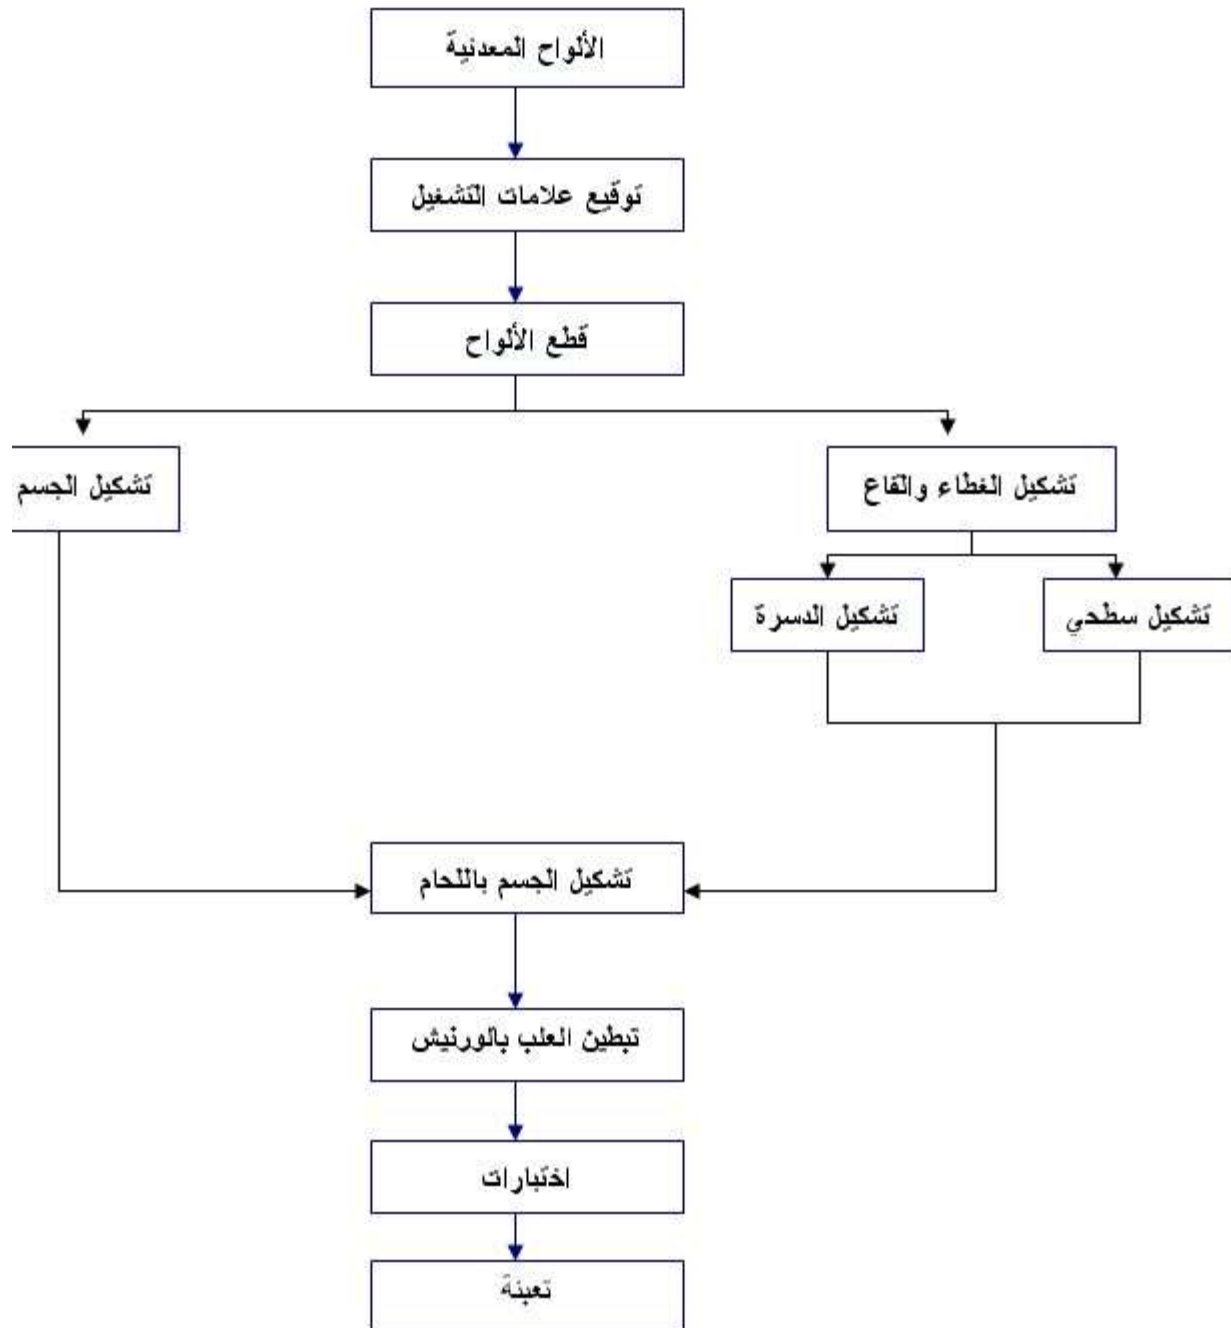 الألواح المعدنية
توقيع علامات التشغيل
قطع الألواح
تشكيل الغطاء والقاع
تشكيل الجسم
تشكيل سطحي
تشكيل الدسرة
تشكيل الجسم باللحام
تبطين العلب بالورنيش
اختبارات
تعبئة